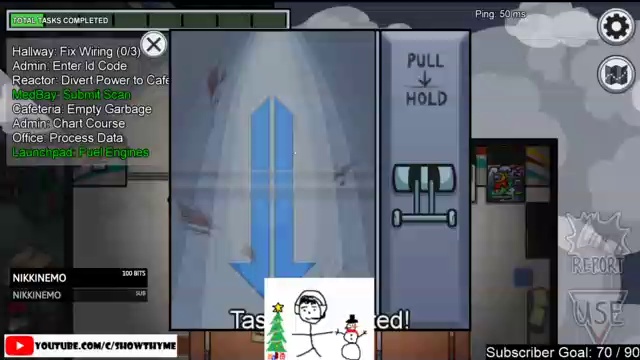 TOTAL TASKS COMPLETED
Ping: 50 ms
Hallway: Fix Wiring (0/3)
Admin: Enter Id Code
Reactor: Divert Power to Cafe
MedBay: Submit Scan
Cafeteria: Empty Garbage
Admin: Chart Course
Office: Process Data
Launchpad: Fuel Engines
PULL
HOLD
REPORT
USE
NIKKINEMO 100 BITS
NIKKINEMO SUB
YOUTUBE.COM/C/SHOWTHYME
Subscriber Goal: 70 / 90